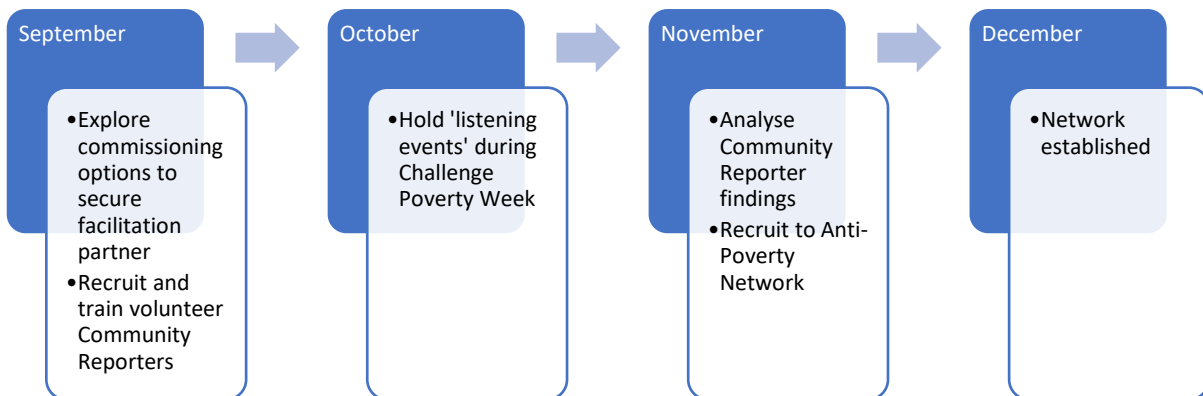 September
•Explore
commissioning
options to
secure
facilitation
partner
•Recruit and
train volunteer
Community
Reporters
October
•Hold 'listening
events' during
Challenge
Poverty Week
November
•Analyse
Community
Reporter
findings
•Recruit to Anti-
Poverty
Network
December
•Network
established